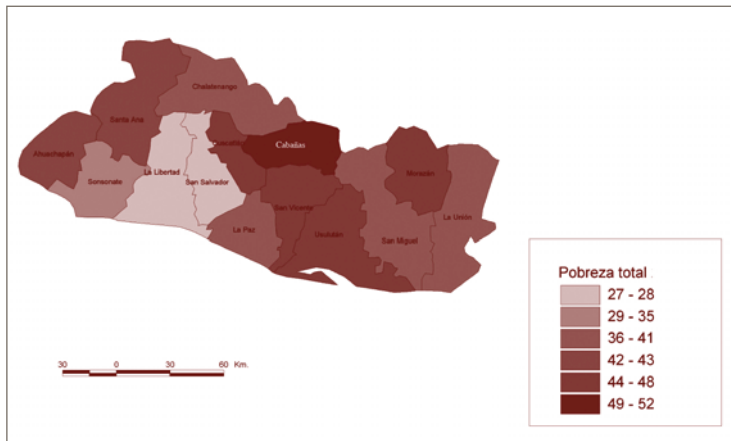 Chalatenango
Santa Ana
Cabañas
Ahuachapán
La Libertad
Morazán
Sonsonate
San Salvador
San Vicente
La Unión
La Paz
Usulután
San Miguel
Pobreza total
27 - 28
29 - 35
36 - 41
42 - 43
44 - 48
49 - 52
30 0 30 60 Km.